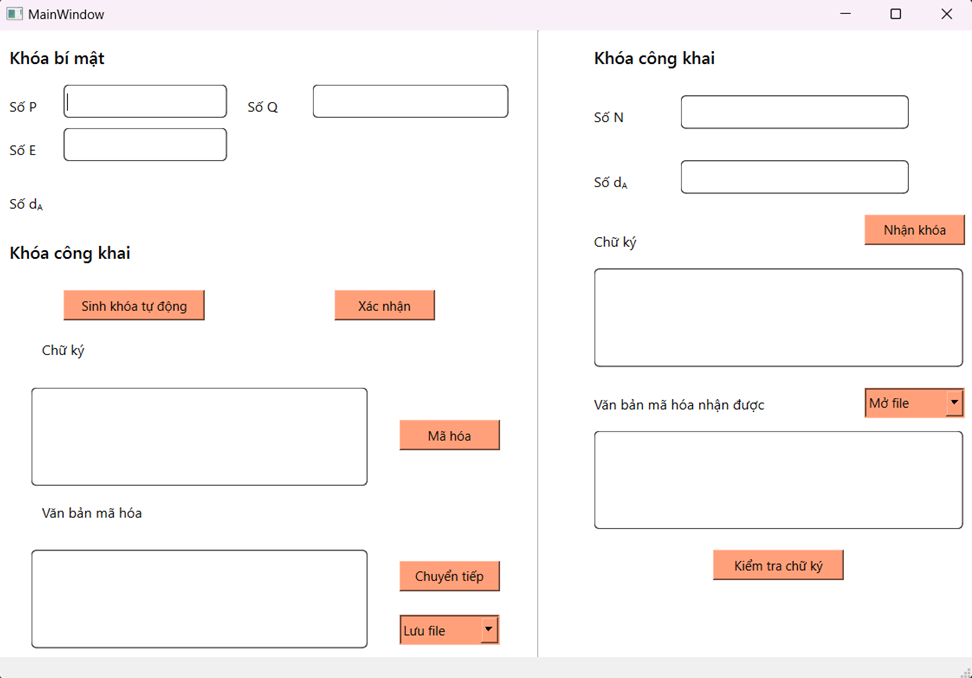 MainWindow
Khóa bí mật
Số P
Số Q
Số E
Số dA
Khóa công khai
Sinh khóa tự động
Xác nhận
Chữ ký
Mã hóa
Văn bản mã hóa
Chuyển tiếp
Lưu file
Khóa công khai
Số N
Số dA
Nhận khóa
Chữ ký
Văn bản mã hóa nhận được
Mở file
Kiểm tra chữ ký